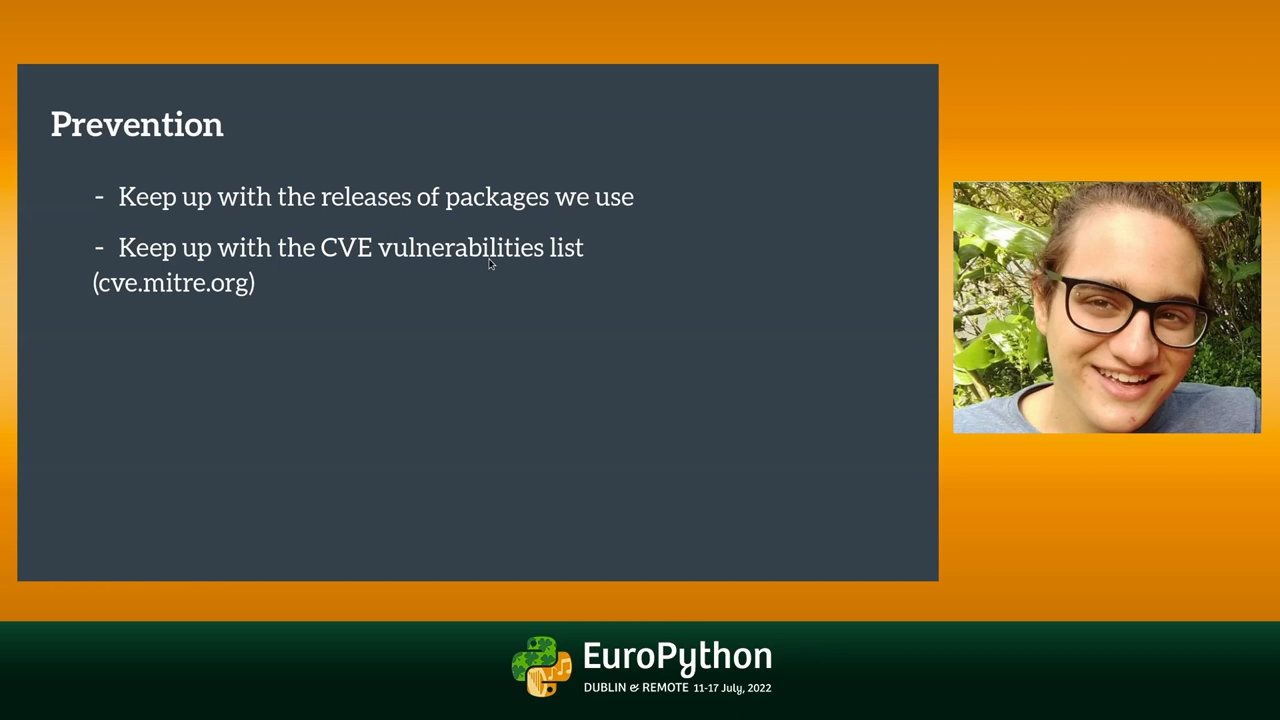 Prevention
- Keep up with the releases of packages we use
- Keep up with the CVE vulnerabilities list
(cve.mitre.org)
EuroPython
DUBLIN & REMOTE 11-17 July, 2022